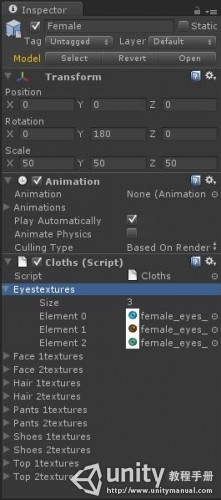 Inspector
Female
Static
Tag Untagged Layer Default
Model Select Revert Open
Transform
Position
X 0 Y 0 Z 0
Rotation
X 0 Y 180 Z 0
Scale
X 50 Y 50 Z 50
Animation
Animation None (Animation
Animations
Play Automatically
Animate Physics
Culling Type Based On Render
Cloths (Script)
Script Cloths
Eyestextures
Size 3
Element 0 female_eyes_
Element 1 female_eyes_
Element 2 female_eyes_
Face 1textures
Face 2textures
Hair 1textures
Hair 2textures
Pants 1textures
Pants 2textures
Shoes 1textures
Shoes 2textures
Top 1textures
Top 2textures
unity 教程手册
www.unitymanual.com